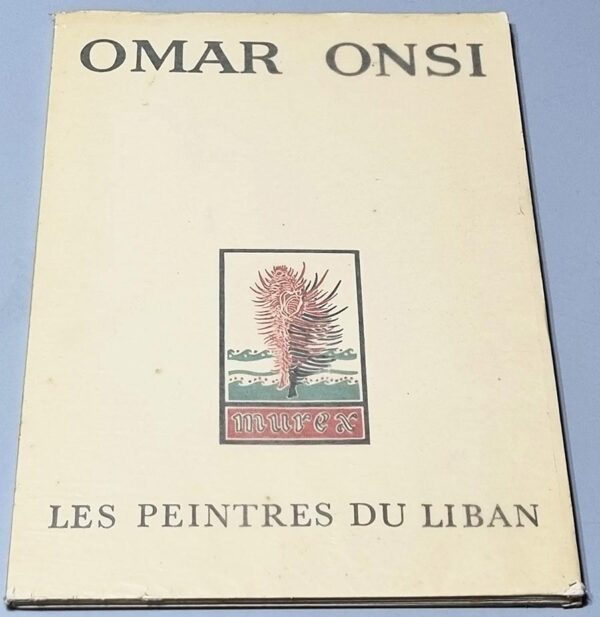 OMAR ONSI
murex
LES PEINTRES DU LIBAN